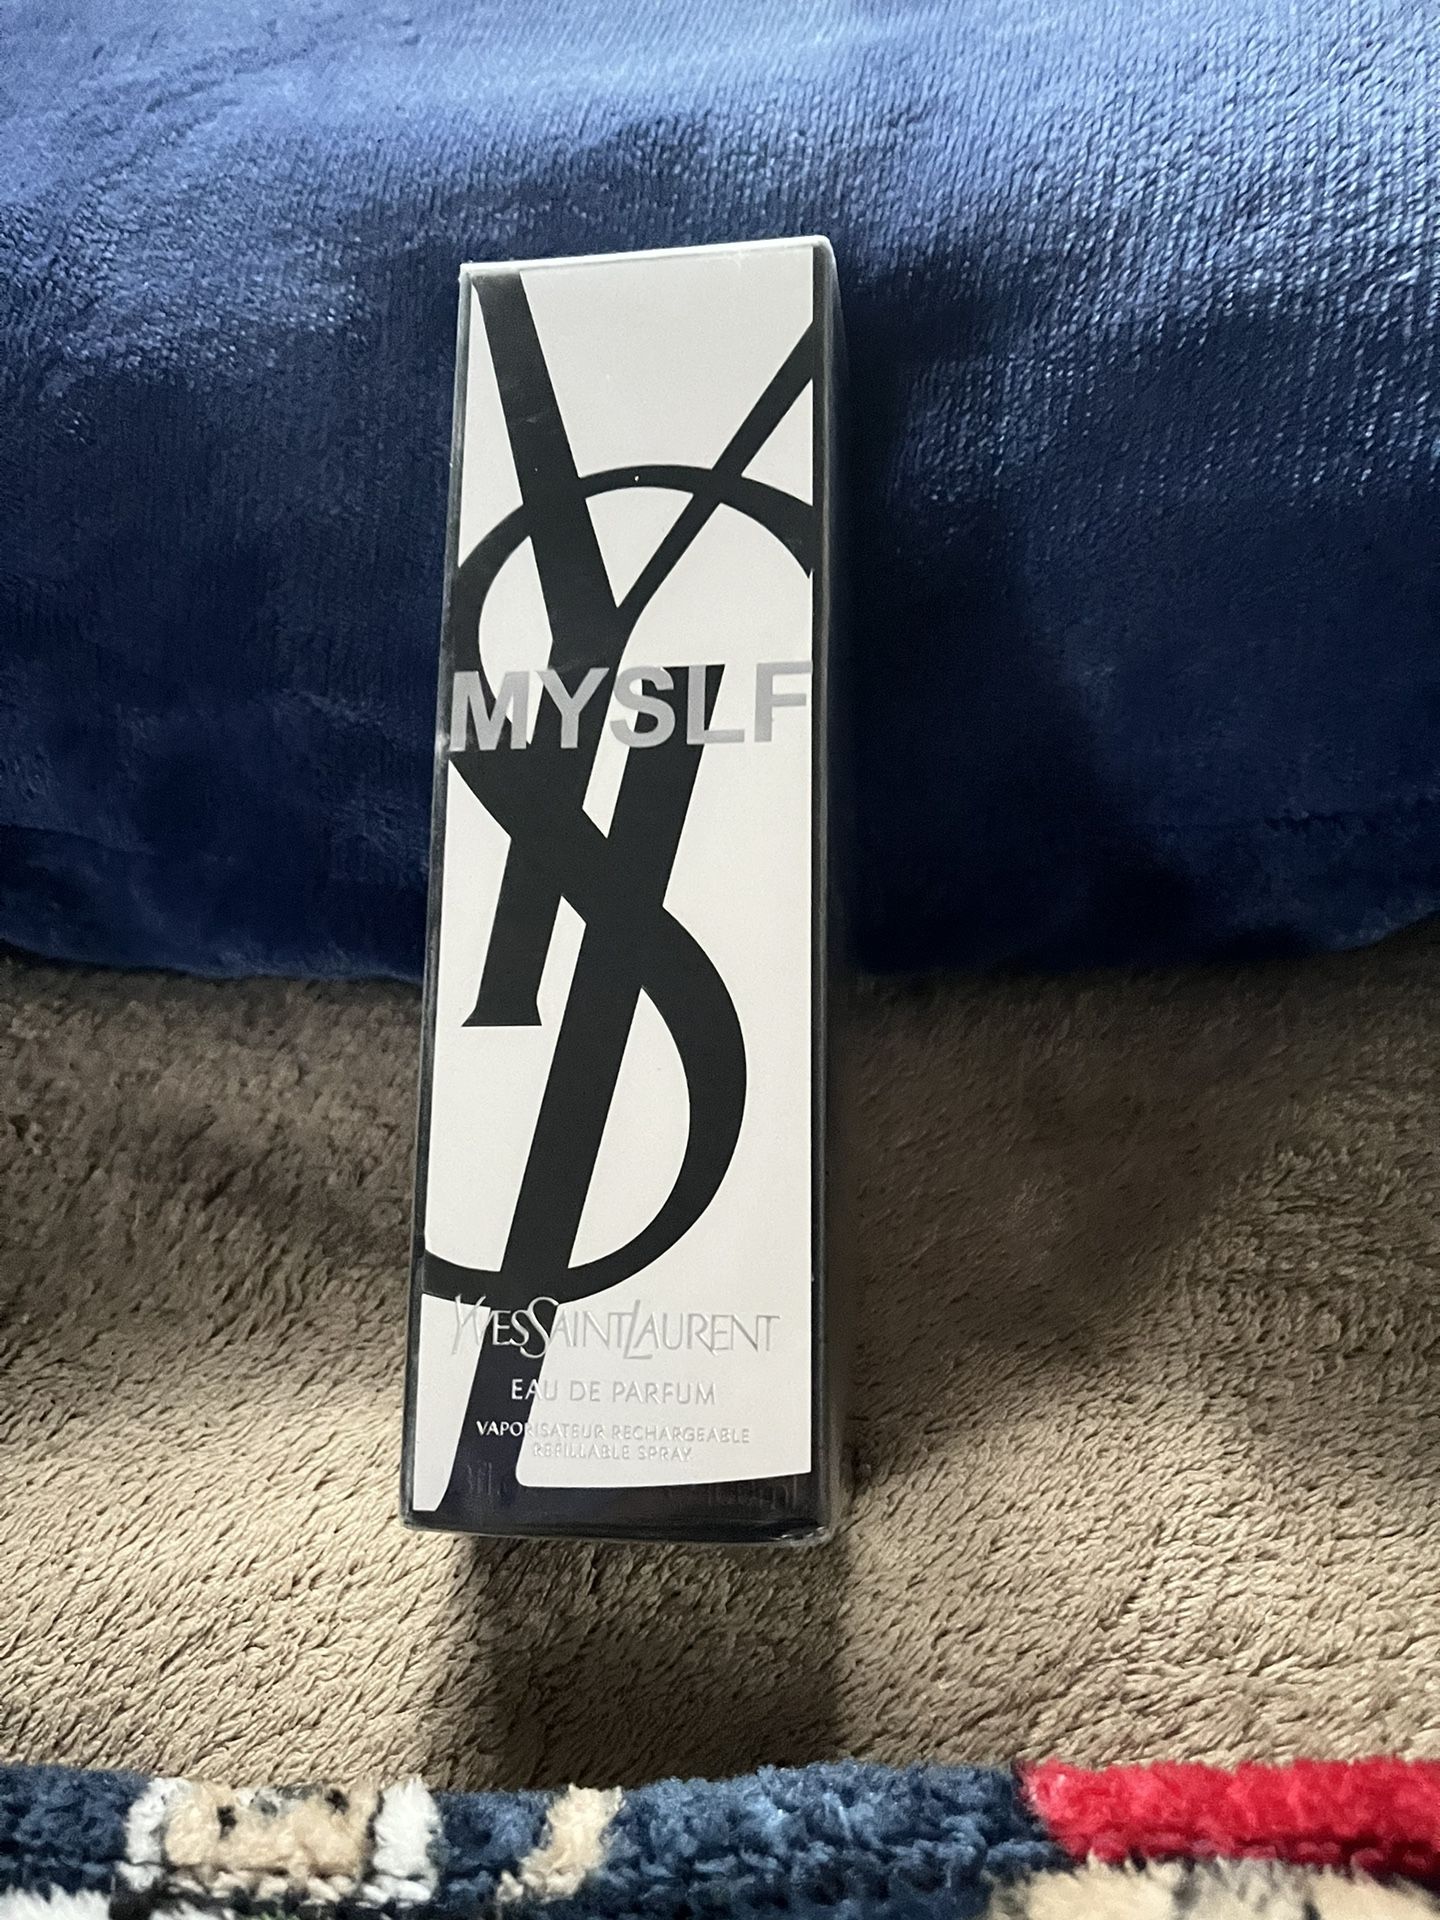 YSL
MYSLF
YVESSAINTLAURENT
EAU DE PARFUM
VAPORISATEUR RECHARGEABLE
REFILLABLE SPRAY